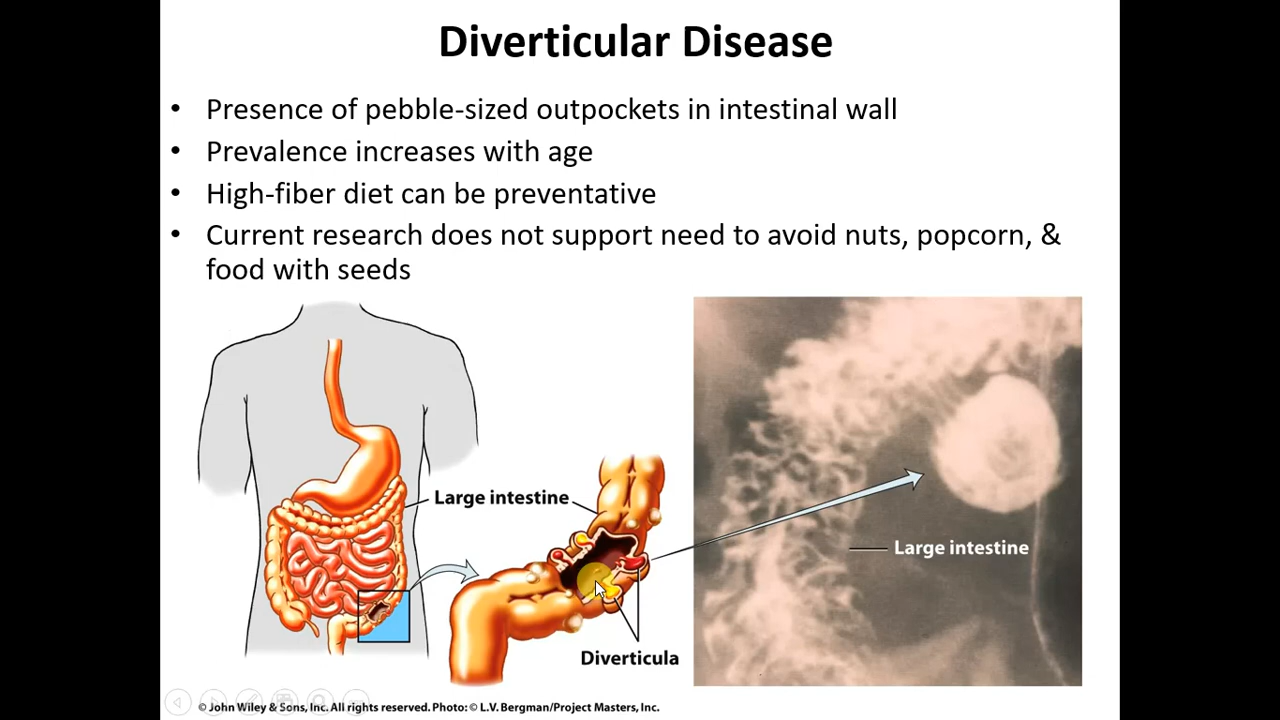 Diverticular Disease
• Presence of pebble-sized outpockets in intestinal wall
• Prevalence increases with age
• High-fiber diet can be preventative
• Current research does not support need to avoid nuts, popcorn, &
food with seeds
Large intestine
Large intestine
Diverticula
© John Wiley & Sons, Inc. All rights reserved. Photo: © L.V. Bergman/Project Masters, Inc.